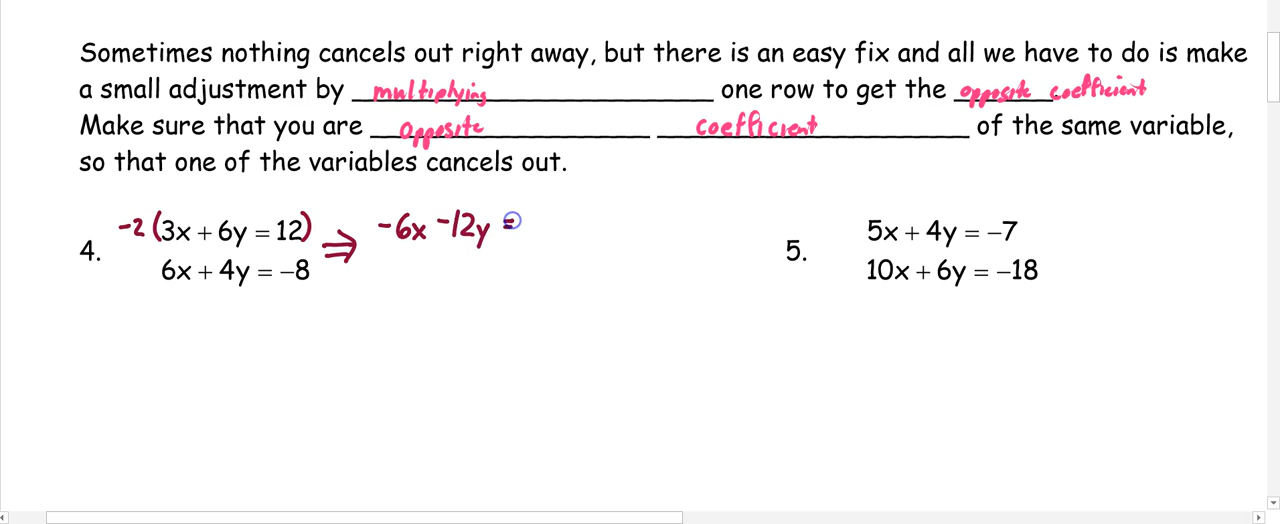 Sometimes nothing cancels out right away, but there is an easy fix and all we have to do is make
a small adjustment by multiplying one row to get the opposite coefficient
Make sure that you are opposite coefficient of the same variable,
so that one of the variables cancels out.
4. -2(3x + 6y = 12) ⇒ -6x -12y =
6x + 4y = -8
5. 5x + 4y = -7
10x + 6y = -18